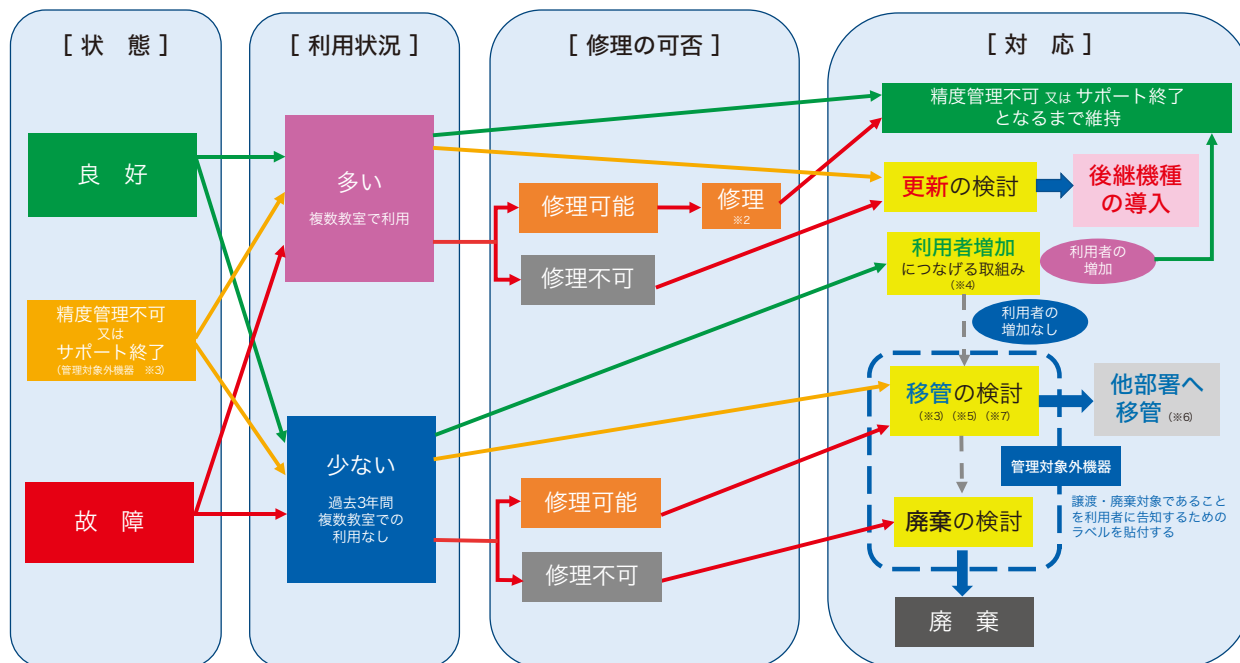 [ 状　態 ]
[ 利用状況 ]
[ 修理の可否 ]
[ 対　応 ]
良　好
精度管理不可
又は
サポート終了
(管理対象外機器　※3)
故　障
多い
複数教室で利用
少ない
過去3年間
複数教室での
利用なし
修理可能
修理
※2
修理不可
修理可能
修理不可
精度管理不可 又は サポート終了
となるまで維持
更新の検討
後継機種
の導入
利用者増加
につなげる取組み
(※4)
利用者の
増加
利用者の
増加なし
移管の検討
(※3) (※5) (※7)
他部署へ
移管 (※6)
管理対象外機器
譲渡・廃棄対象であること
を利用者に告知するための
ラベルを貼付する
廃棄の検討
廃　棄